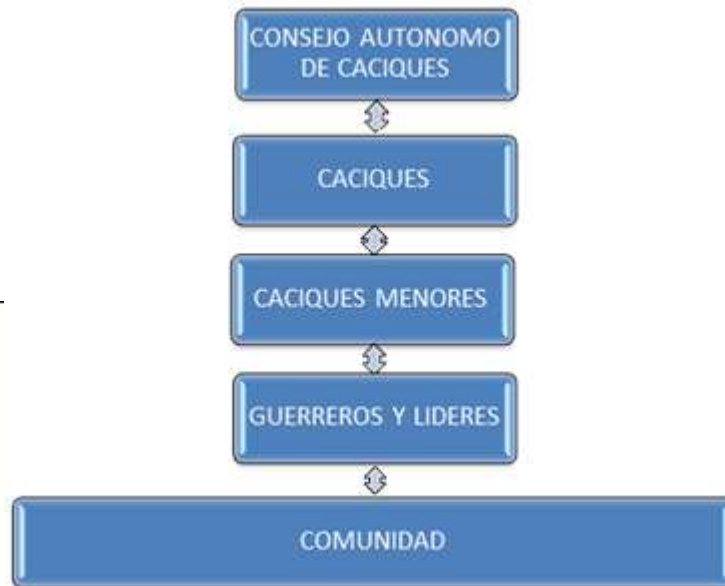 CONSEJO AUTONOMO
DE CACIQUES
CACIQUES
CACIQUES MENORES
GUERREROS Y LIDERES
COMUNIDAD